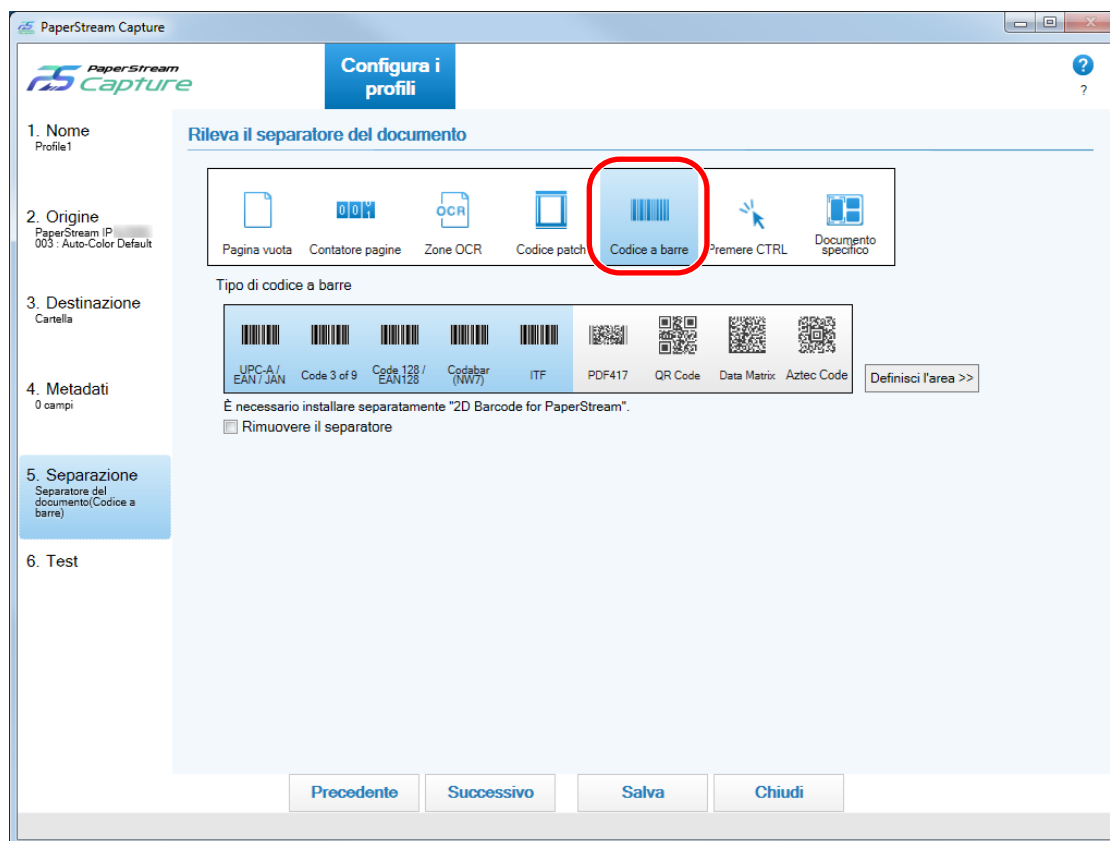 PaperStream Capture
PaperStream
Capture
Configura i
profili
?
?
1. Nome
Profile1
Rileva il separatore del documento
2. Origine
PaperStream IP
003 : Auto-Color Default
001
OCR
Pagina vuota
Contatore pagine
Zone OCR
Codice patch
Codice a barre
Premere CTRL
Documento
specifico
Tipo di codice a barre
3. Destinazione
Cartella
UPC-A /
EAN / JAN
Code 3 of 9
Code 128 /
EAN128
Codabar
(NW7)
ITF
PDF417
QR Code
Data Matrix
Aztec Code
Definisci l'area >>
4. Metadati
0 campi
È necessario installare separatamente "2D Barcode for PaperStream".
Rimuovere il separatore
5. Separazione
Separatore del
documento(Codice a
barre)
6. Test
Precedente
Successivo
Salva
Chiudi